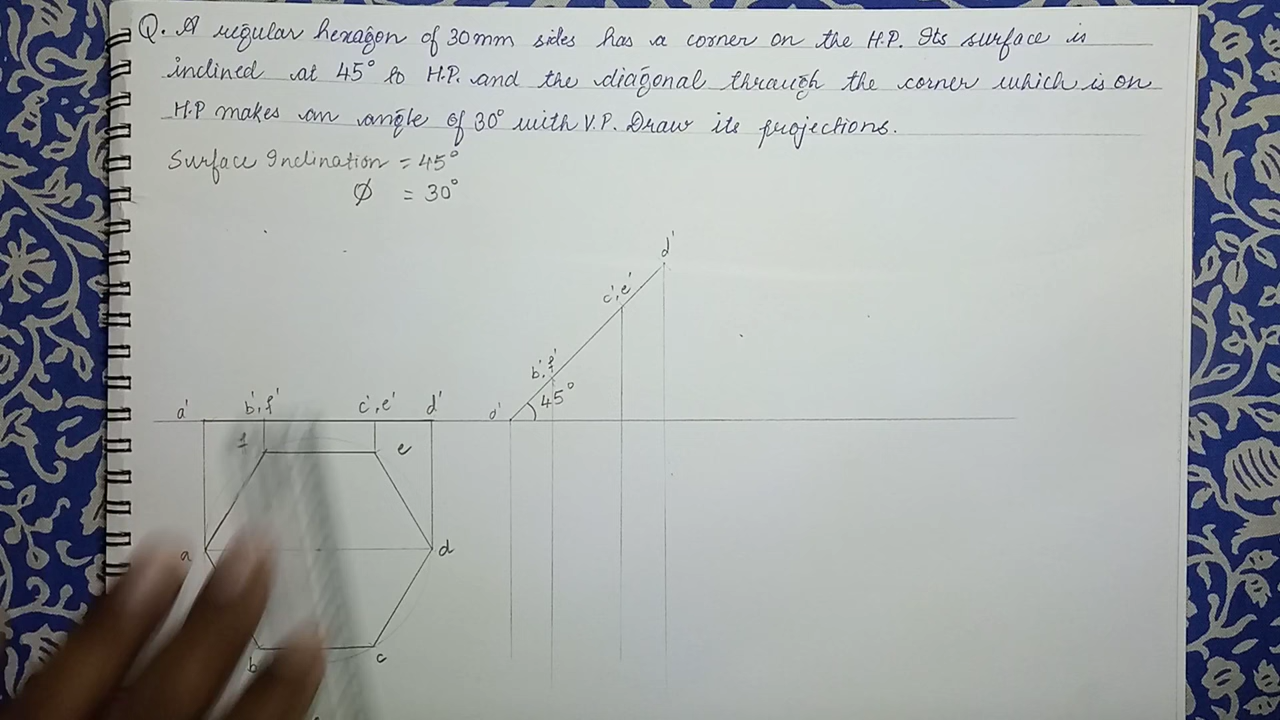 Q. A regular hexagon of 30mm sides has a corner on the H.P. Its surface is
inclined at 45° to H.P. and the diagonal through the corner which is on
H.P makes an angle of 30° with V.P. Draw its projections.
Surface Inclination = 45°
Ø = 30°
d'
c', e'
b', f'
45°
a' b', f' c', e' d' o'
f e
a d
b c